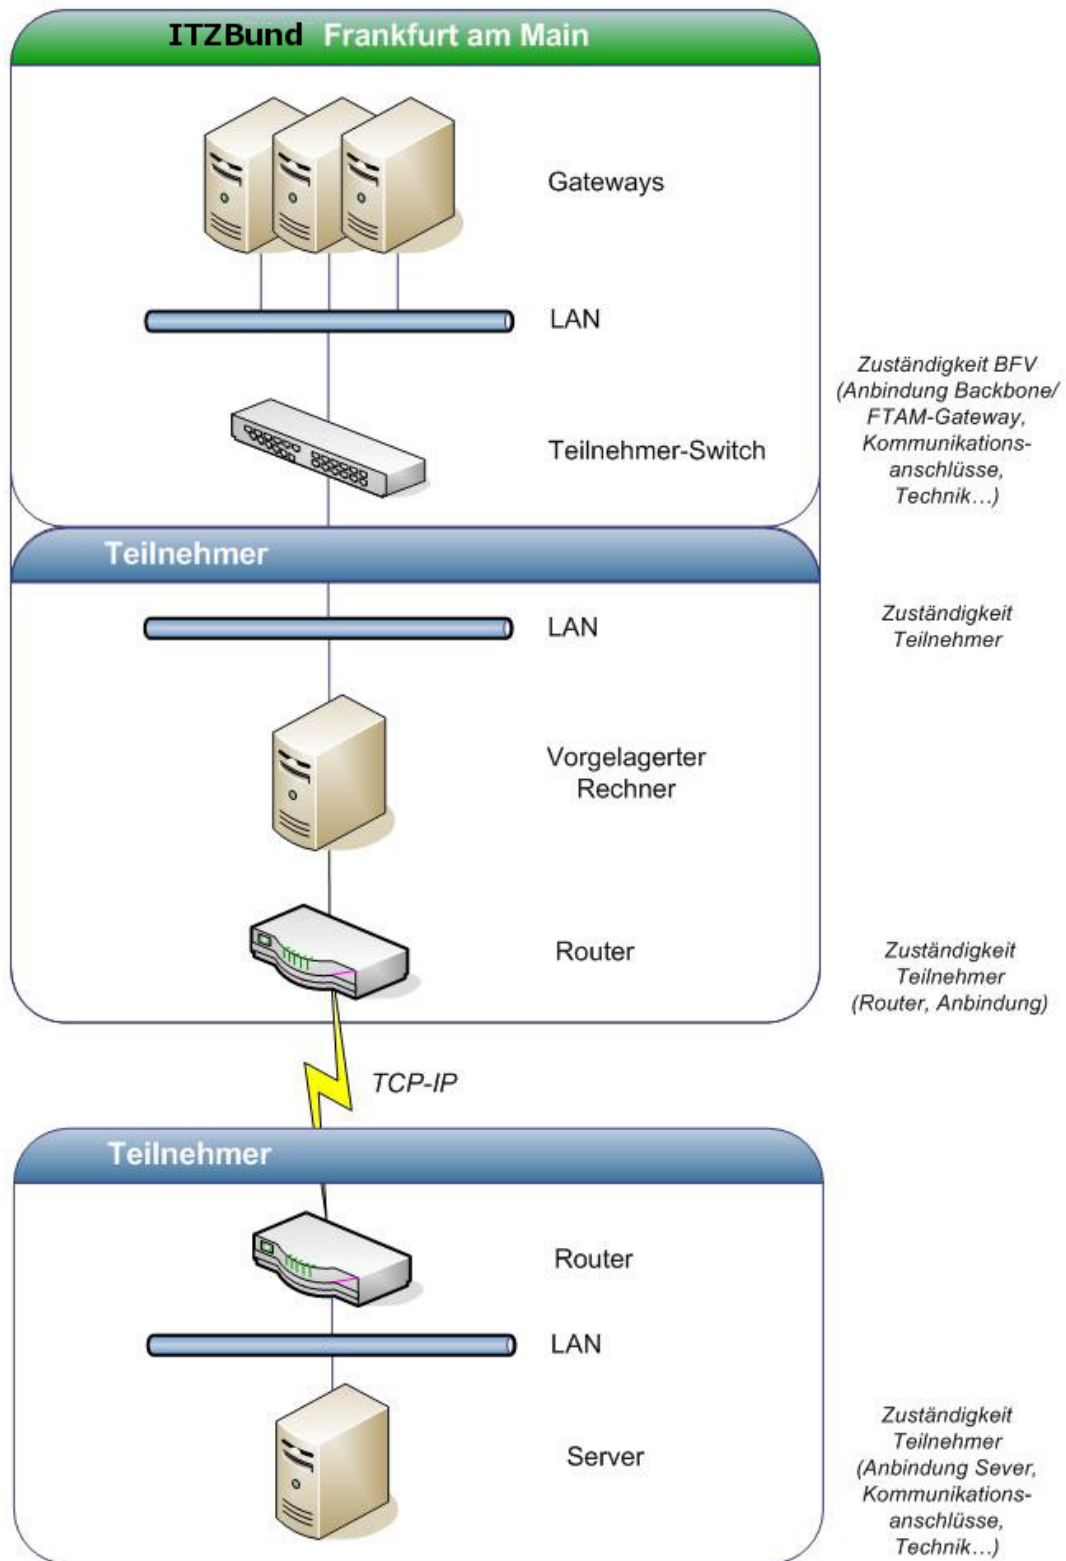 ITZBund Frankfurt am Main
Gateways
LAN
Zuständigkeit BFV
(Anbindung Backbone/
FTAM-Gateway,
Kommunikations-
anschlüsse,
Technik...)
Teilnehmer-Switch
Teilnehmer
LAN
Zuständigkeit
Teilnehmer
Vorgelagerter
Rechner
Router
Zuständigkeit
Teilnehmer
(Router, Anbindung)
TCP-IP
Teilnehmer
Router
LAN
Server
Zuständigkeit
Teilnehmer
(Anbindung Sever,
Kommunikations-
anschlüsse,
Technik...)